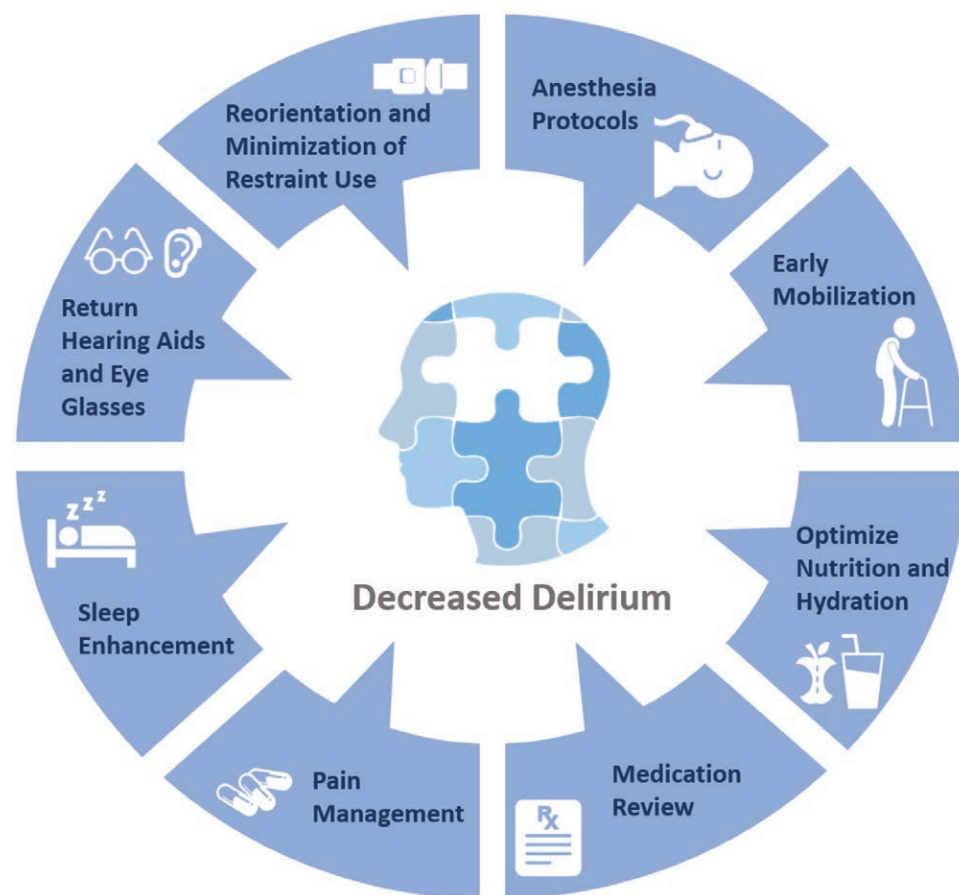 Anesthesia
Protocols
Early
Mobilization
Optimize
Nutrition and
Hydration
Medication
Review
Rx
Pain
Management
Sleep
Enhancement
z z z
Return
Hearing Aids
and Eye
Glasses
Reorientation and
Minimization of
Restraint Use
Decreased Delirium